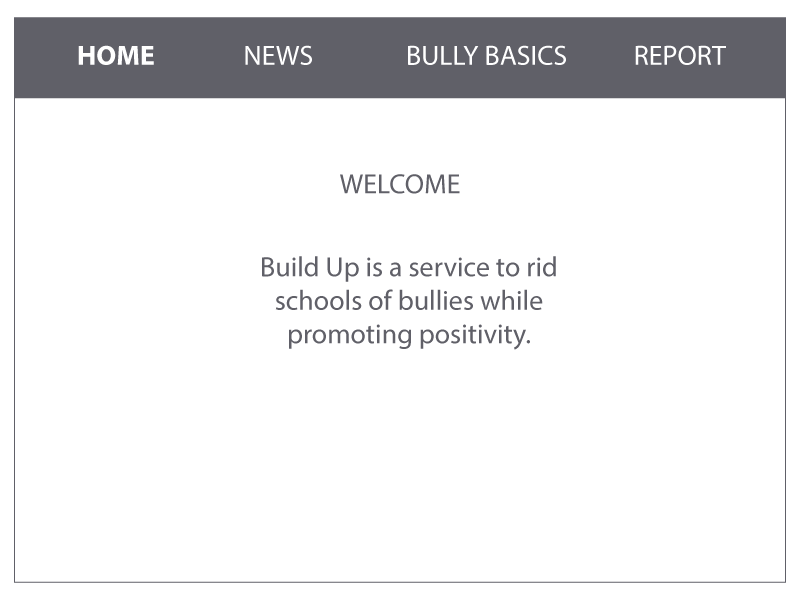 HOME NEWS BULLY BASICS REPORT
WELCOME
Build Up is a service to rid
schools of bullies while
promoting positivity.